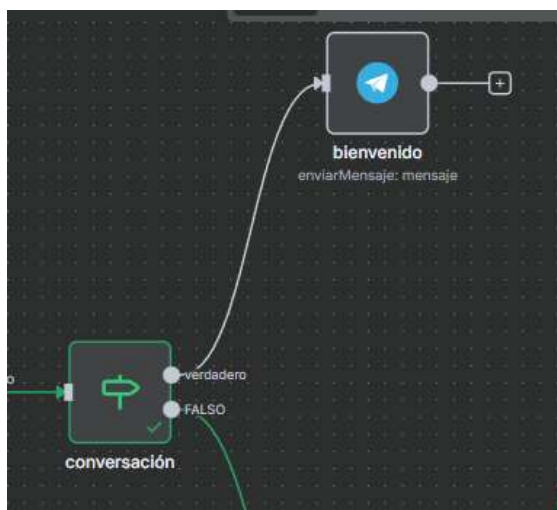 bienvenido
enviarMensaje: mensaje
o
verdadero
FALSO
conversación